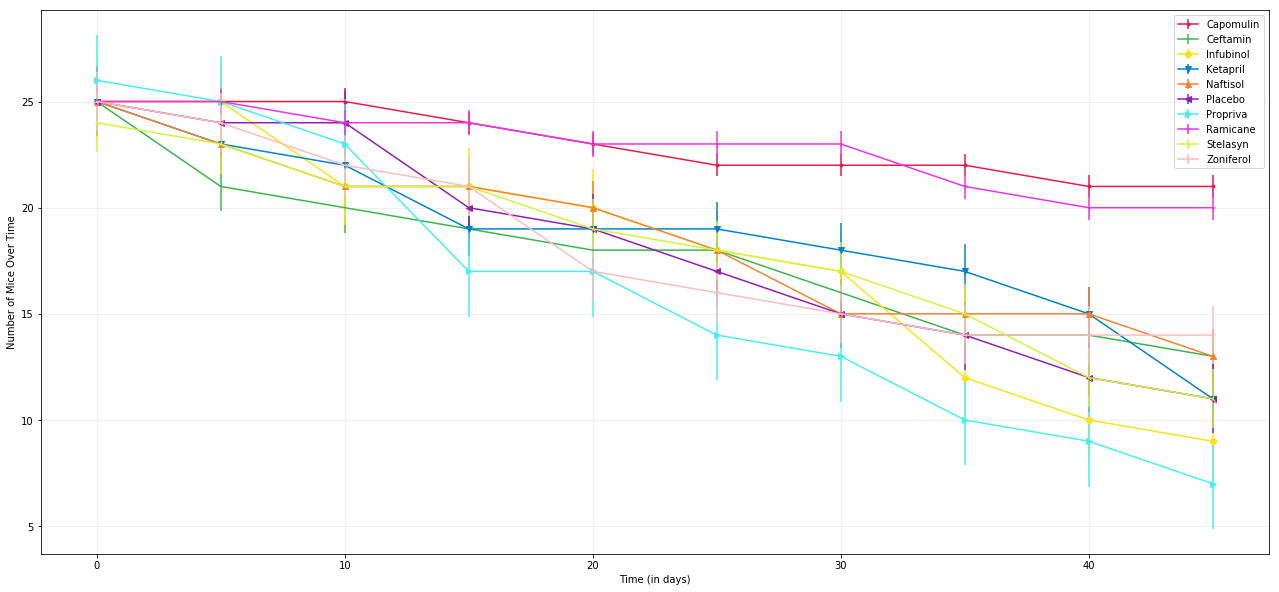 Number of Mice Over Time
25
20
15
10
5
0
10
20
30
40
Time (in days)
Capomulin
Ceftamin
Infubinol
Ketapril
Naftisol
Placebo
Propriva
Ramicane
Stelasyn
Zoniferol